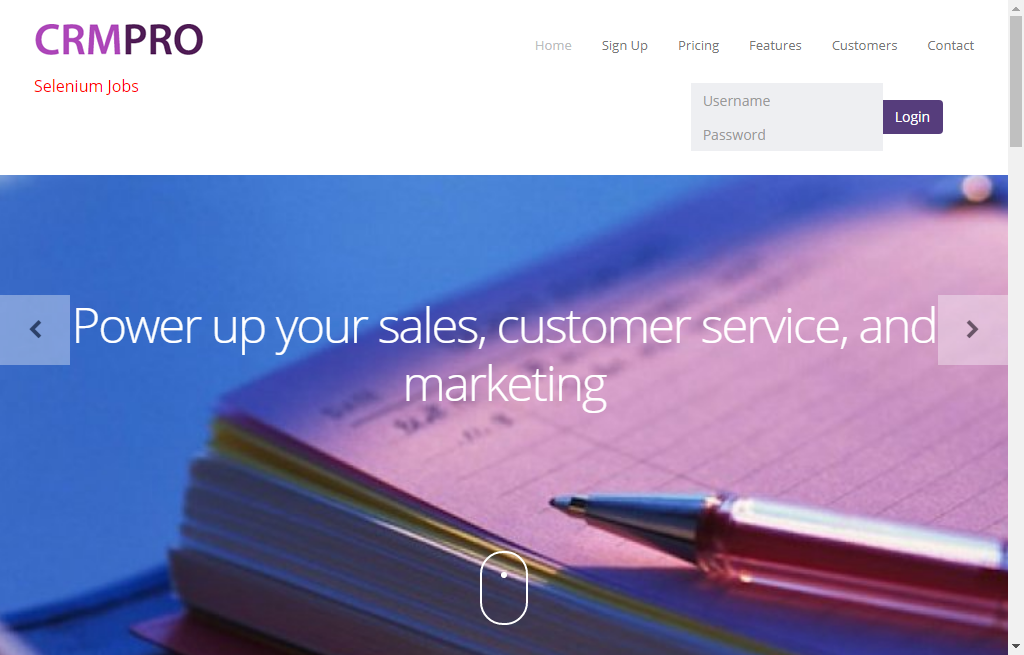 CRMPRO
Home Sign Up Pricing Features Customers Contact
Selenium Jobs
Username
Password
Login
Power up your sales, customer service, and
marketing